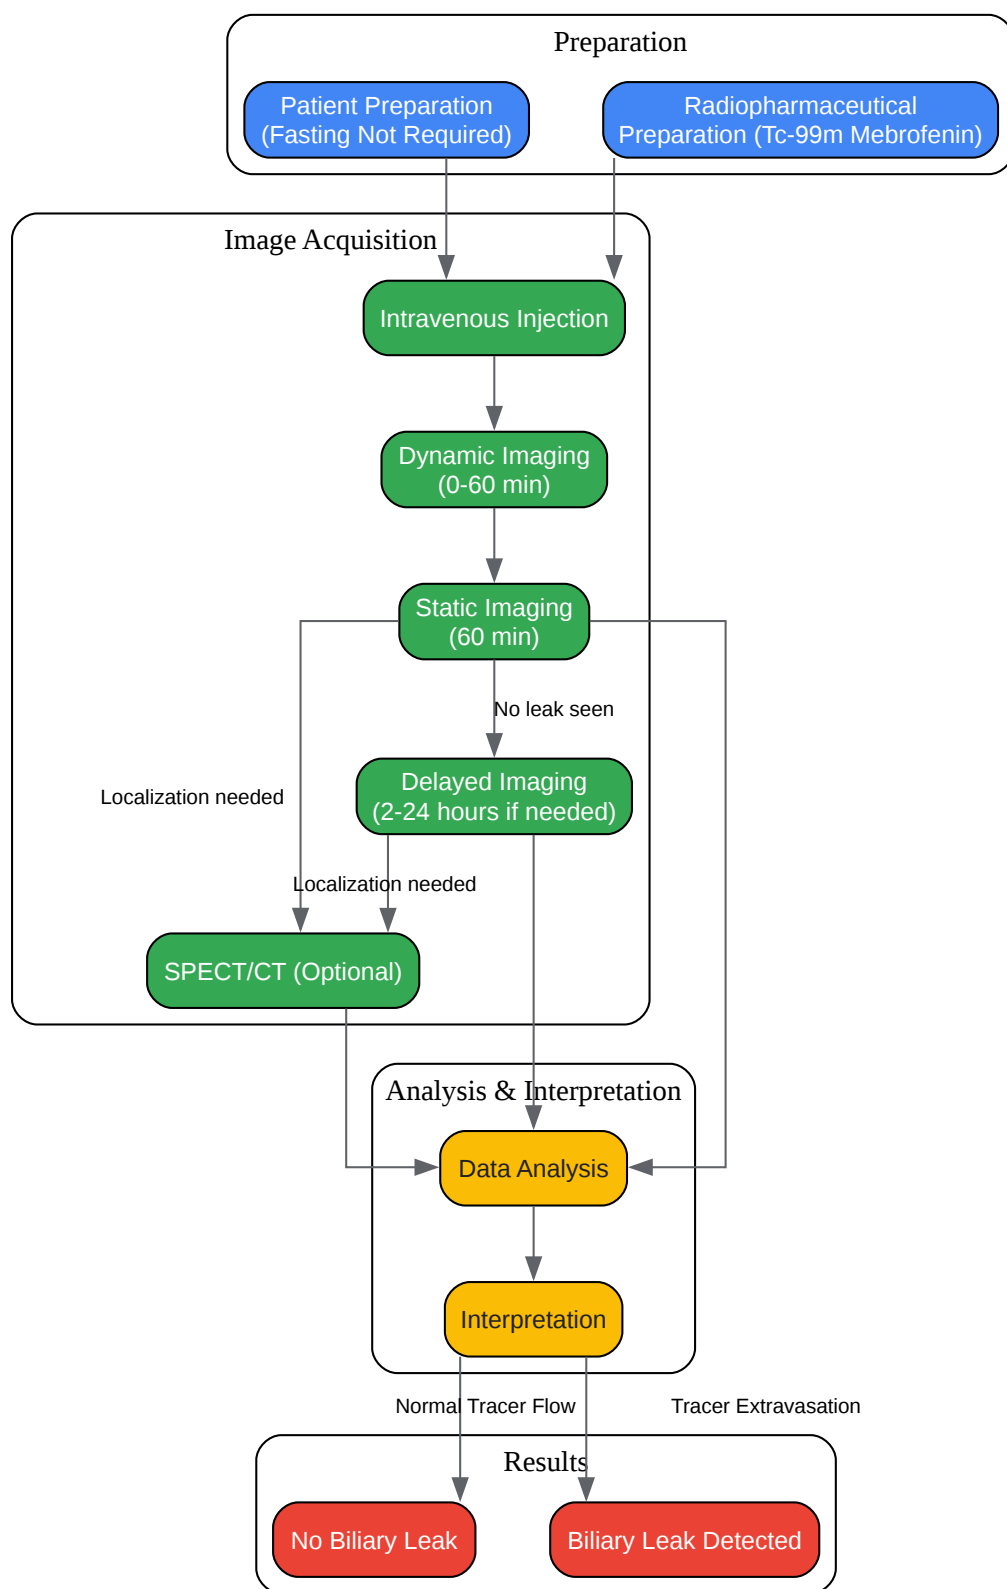 Preparation
Patient Preparation
(Fasting Not Required)
Radiopharmaceutical
Preparation (Tc-99m Mebrofenin)
Image Acquisition
Intravenous Injection
Dynamic Imaging
(0-60 min)
Static Imaging
(60 min)
No leak seen
Delayed Imaging
(2-24 hours if needed)
Localization needed
Localization needed
SPECT/CT (Optional)
Analysis & Interpretation
Data Analysis
Interpretation
Normal Tracer Flow
Tracer Extravasation
Results
No Biliary Leak
Biliary Leak Detected